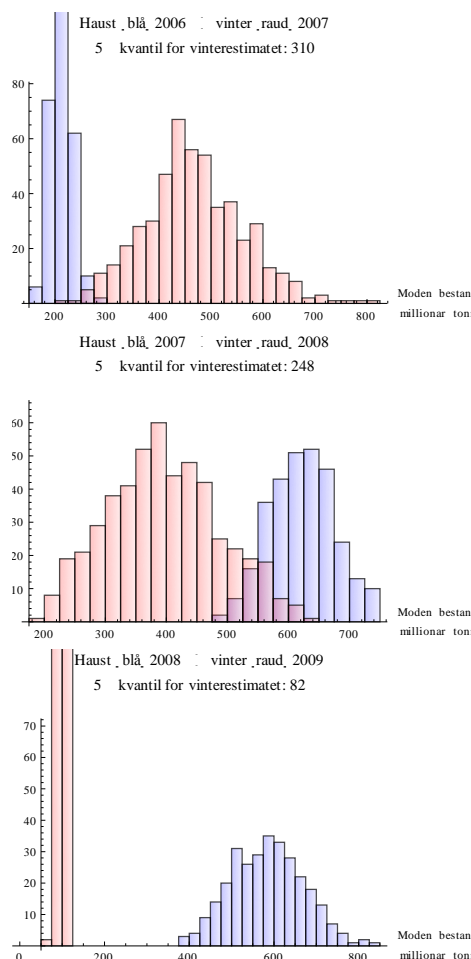 Haust .blå. 2006 vinter .raud. 2007
5 kvantil for vinterestimatet: 310
80
60
40
20
200 300 400 500 600 700 800
Moden bestan
millionar ton
Haust .blå. 2007 vinter .raud. 2008
5 kvantil for vinterestimatet: 248
60
50
40
30
20
10
200 300 400 500 600 700
Moden bestan
millionar ton
Haust .blå. 2008 vinter .raud. 2009
5 kvantil for vinterestimatet: 82
70
60
50
40
30
20
10
0 200 400 600 800
Moden bestan
millionar ton